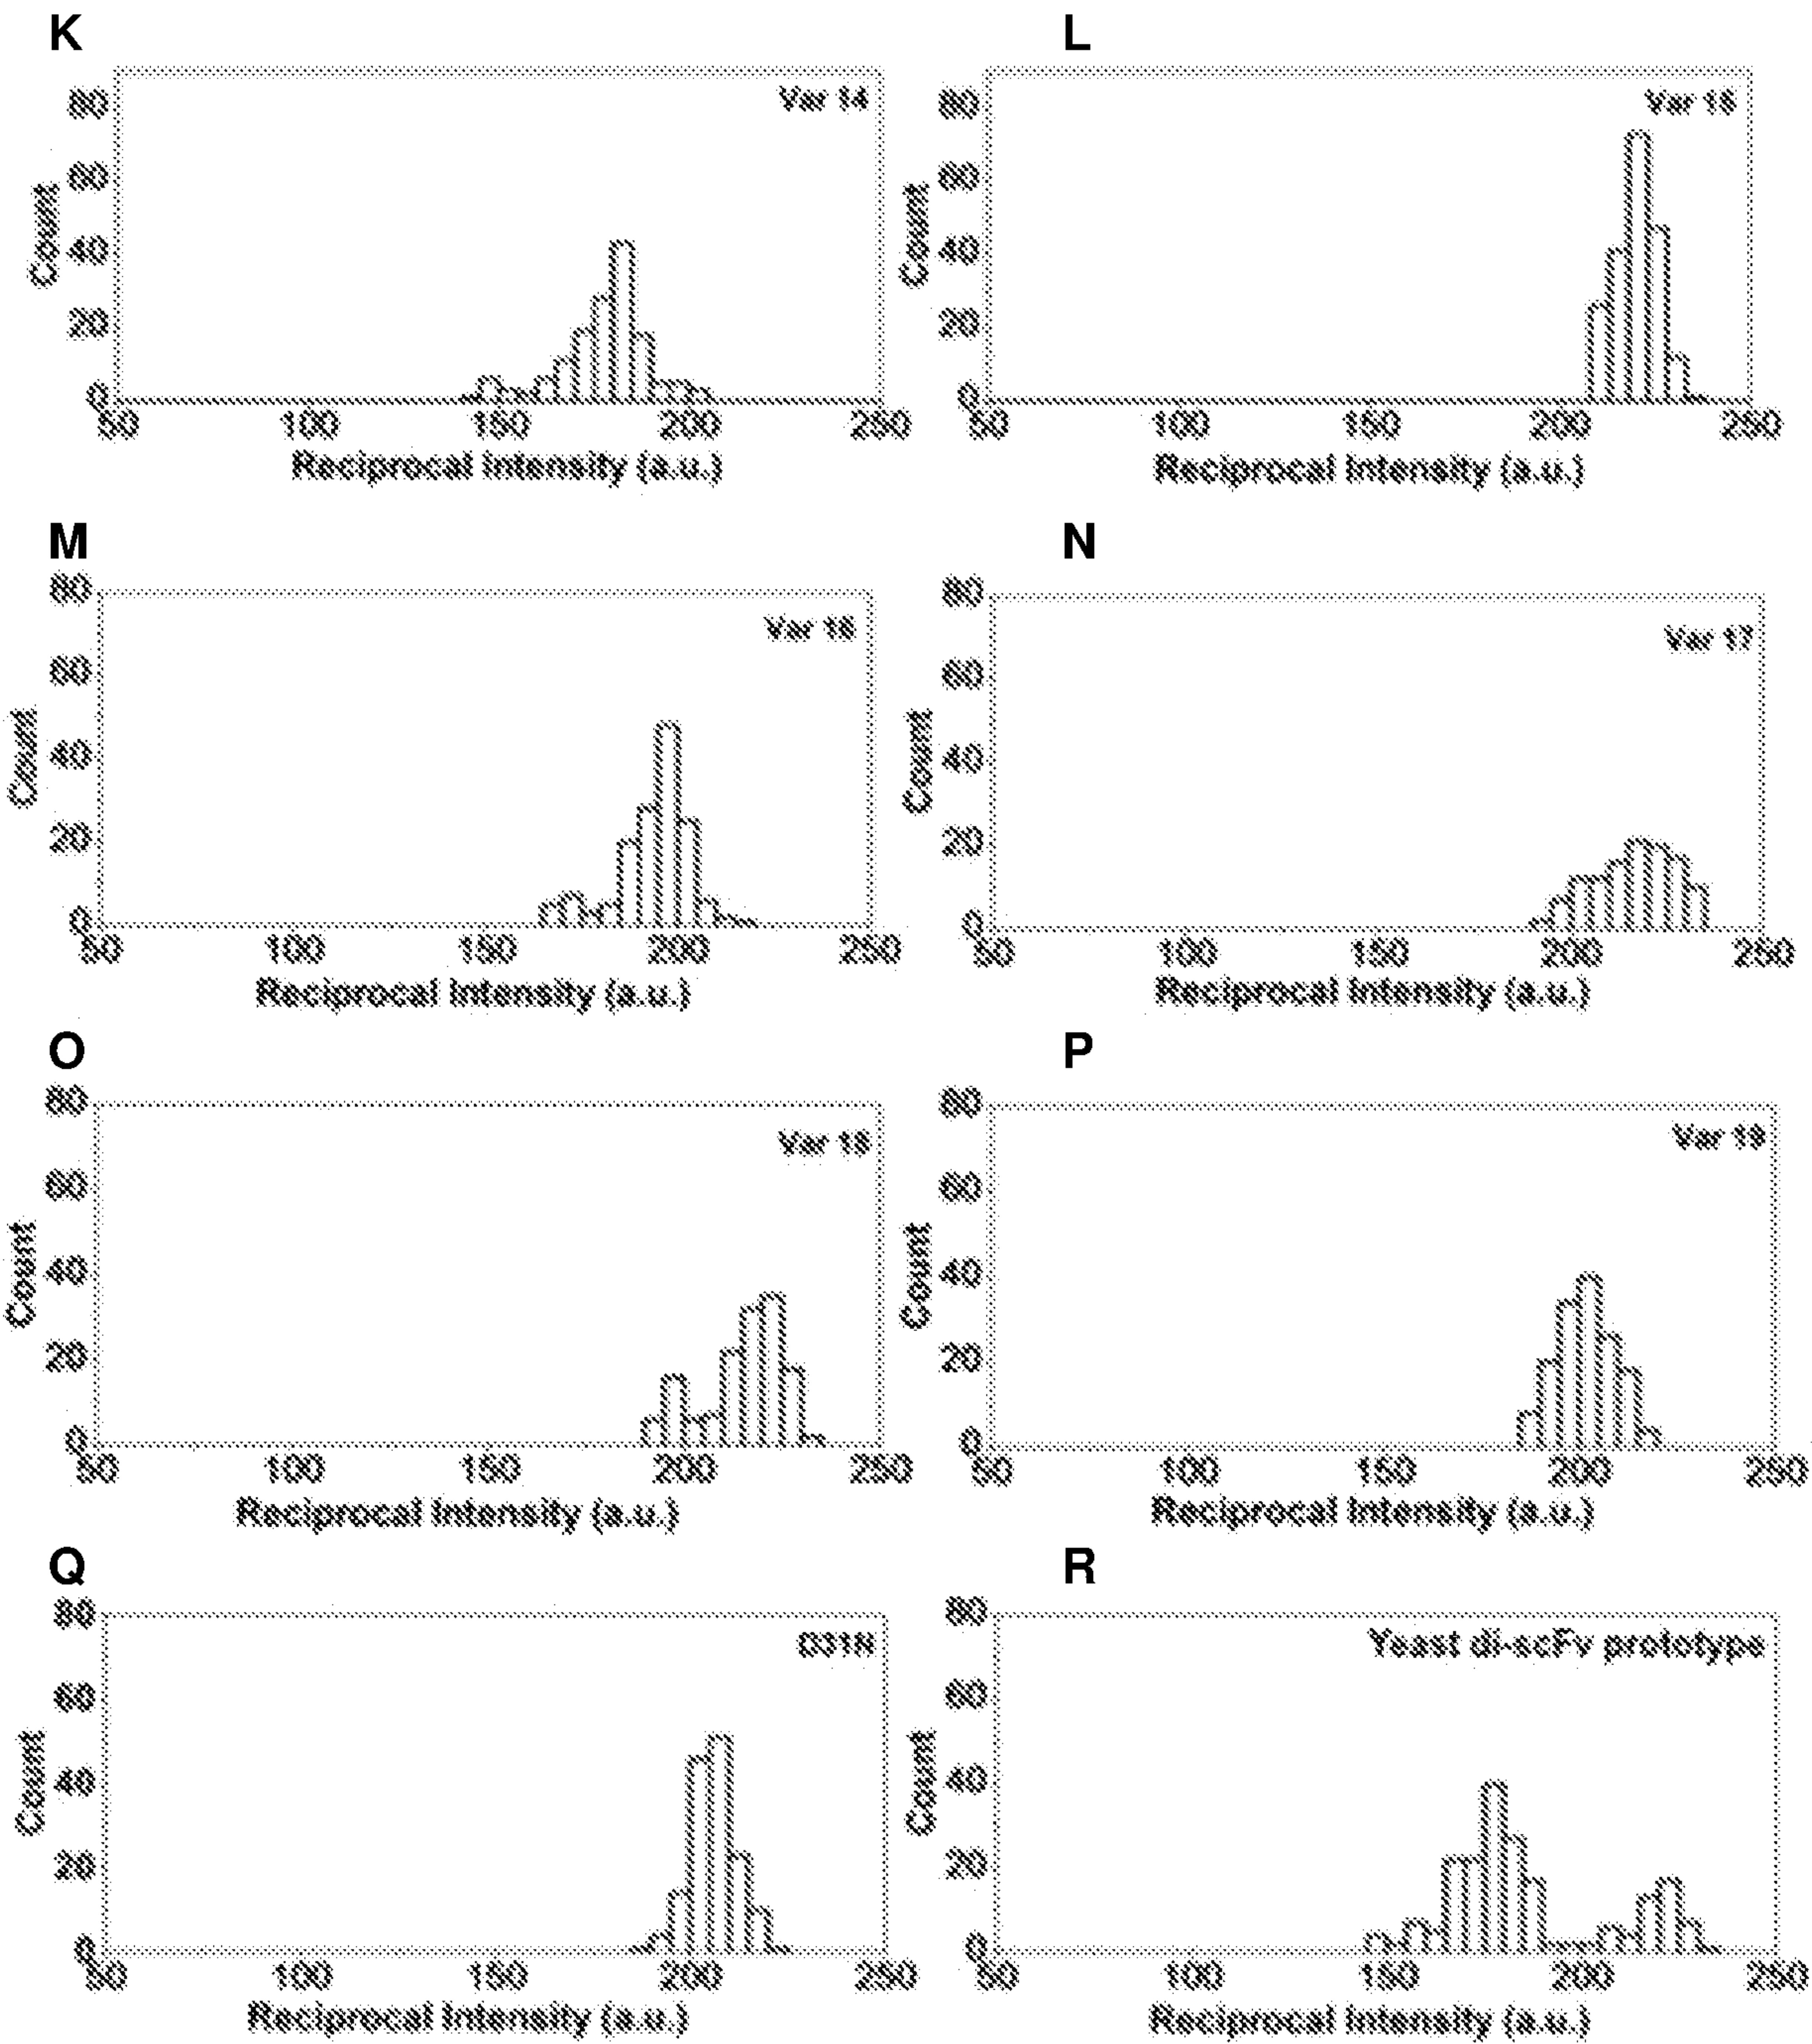 K
Var 14
80
60
40
20
0
Count
50 100 150 200 250
Reciprocal Intensity (a.u.)
L
Var 15
80
60
40
20
0
Count
50 100 150 200 250
Reciprocal Intensity (a.u.)
M
Var 16
80
60
40
20
0
Count
50 100 150 200 250
Reciprocal Intensity (a.u.)
N
Var 17
80
60
40
20
0
Count
50 100 150 200 250
Reciprocal Intensity (a.u.)
O
Var 18
80
60
40
20
0
Count
50 100 150 200 250
Reciprocal Intensity (a.u.)
P
Var 19
80
60
40
20
0
Count
50 100 150 200 250
Reciprocal Intensity (a.u.)
Q
D31N
80
60
40
20
0
Count
50 100 150 200 250
Reciprocal Intensity (a.u.)
R
Yeast di-scFv prototype
80
60
40
20
0
Count
50 100 150 200 250
Reciprocal Intensity (a.u.)